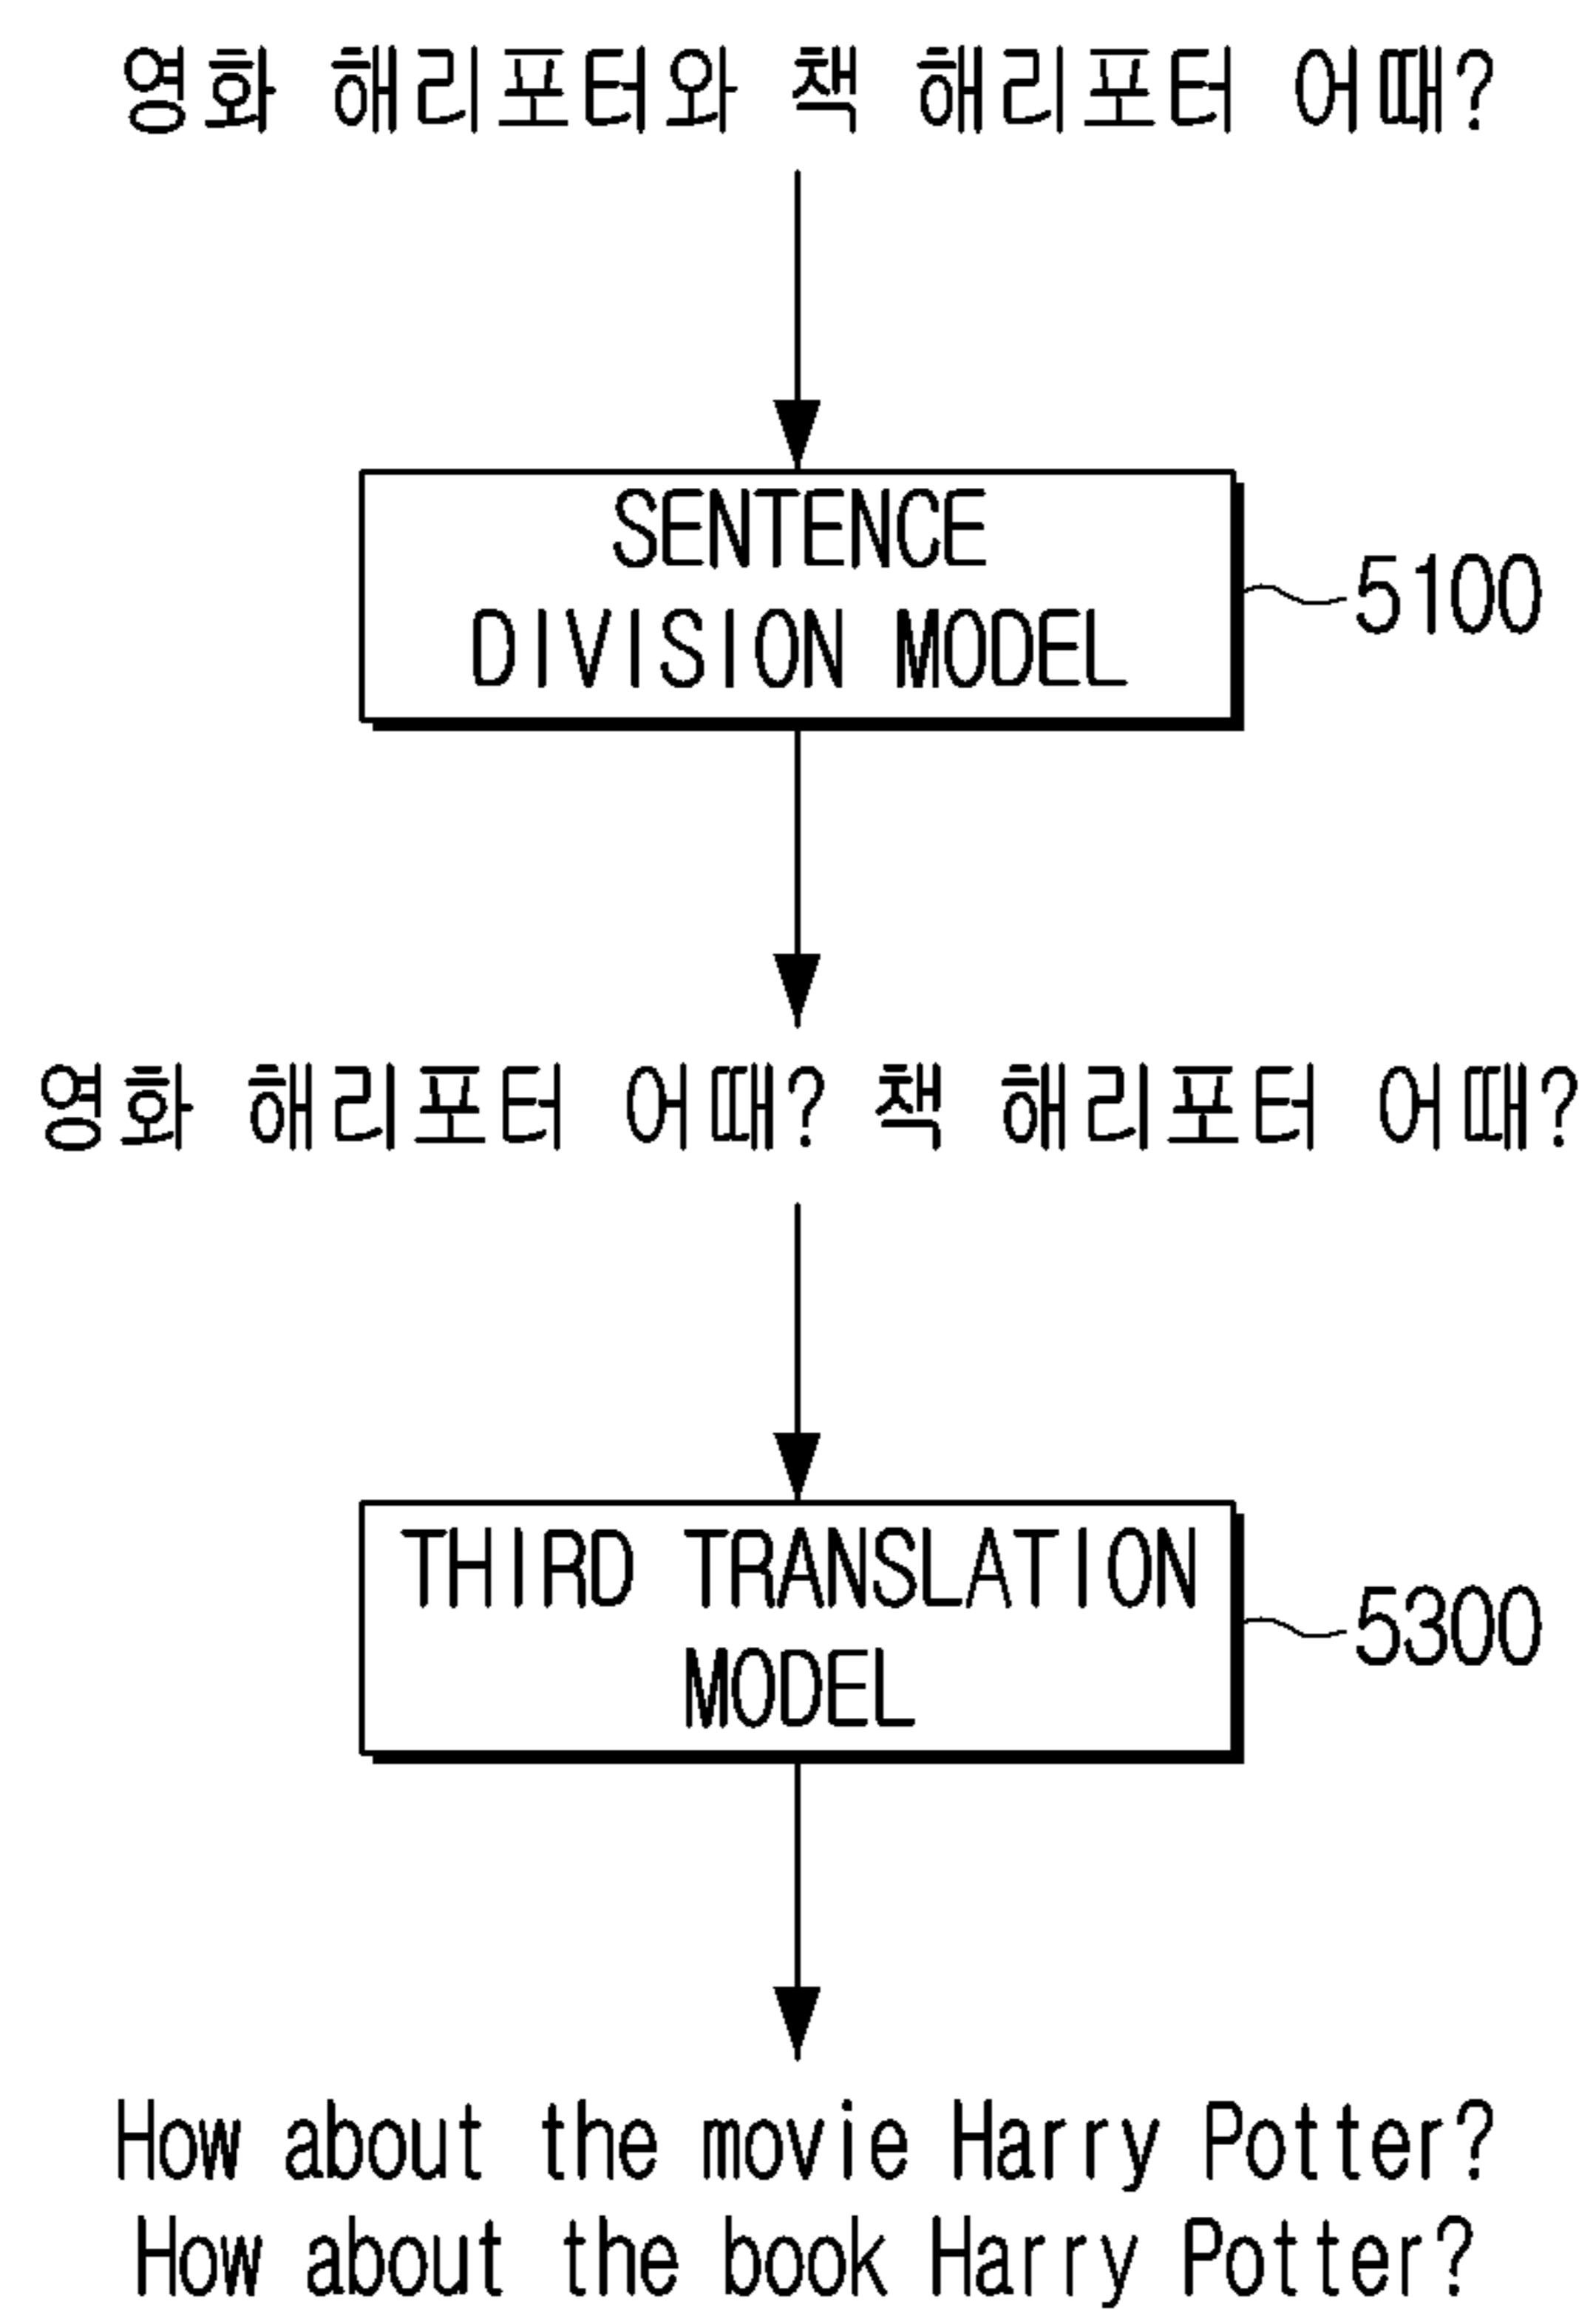 영화 해리포터와 책 해리포터 어때?
SENTENCE
DIVISION MODEL
5100
영화 해리포터 어때? 책 해리포터 어때?
THIRD TRANSLATION
MODEL
5300
How about the movie Harry Potter?
How about the book Harry Potter?